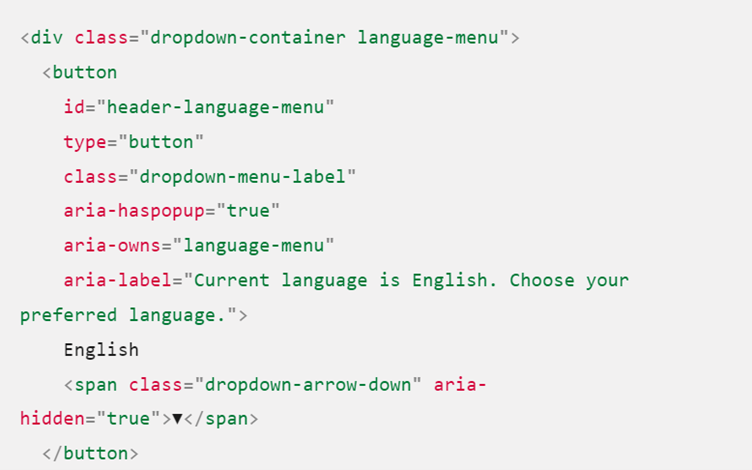 <div class="dropdown-container language-menu">
<button
id="header-language-menu"
type="button"
class="dropdown-menu-label"
aria-haspopup="true"
aria-owns="language-menu"
aria-label="Current language is English. Choose your
preferred language.">
English
<span class="dropdown-arrow-down" aria-
hidden="true">▼</span>
</button>